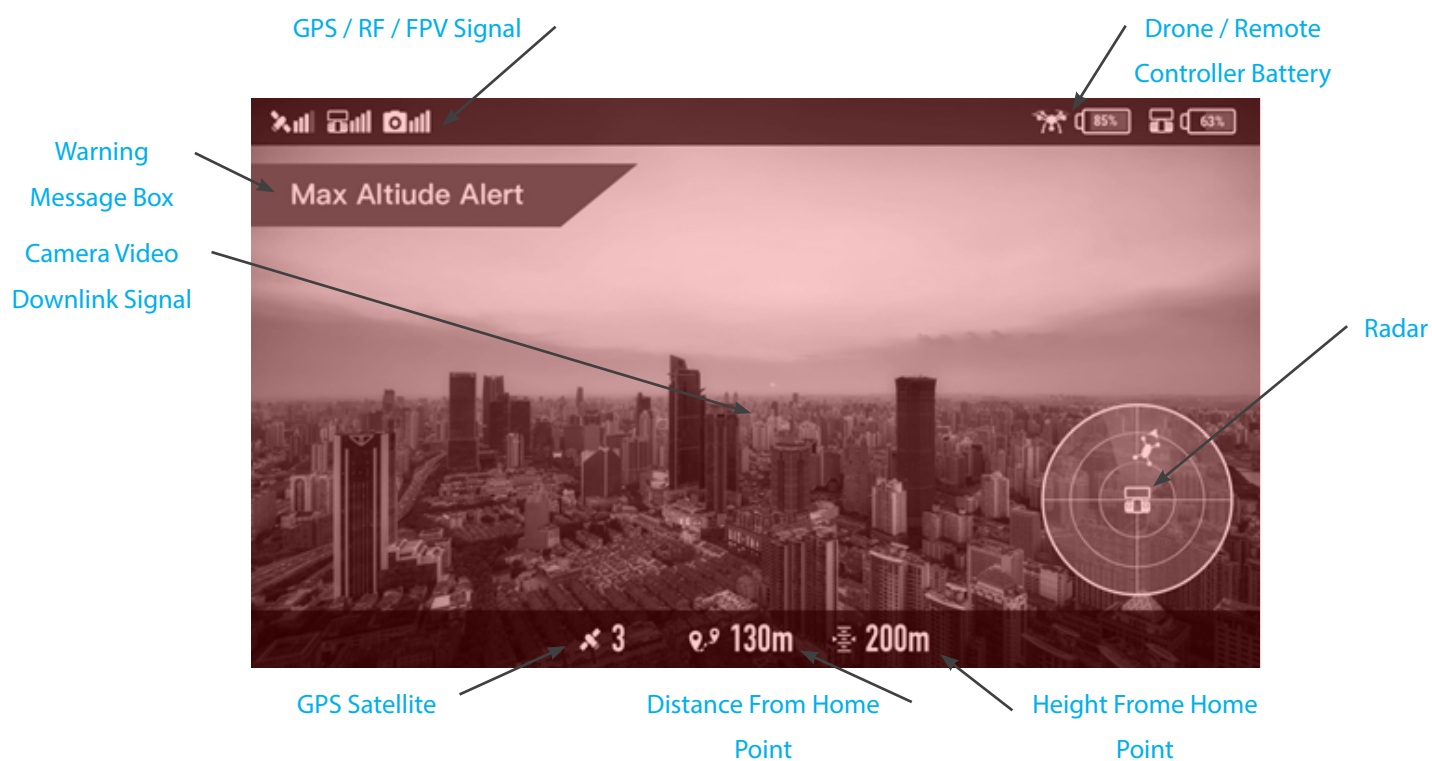 GPS / RF / FPV Signal
Drone / Remote
Controller Battery
85%
63%
Warning
Message Box
Max Altiude Alert
Camera Video
Downlink Signal
Radar
3
130m
200m
GPS Satellite
Distance From Home
Point
Height Frome Home
Point